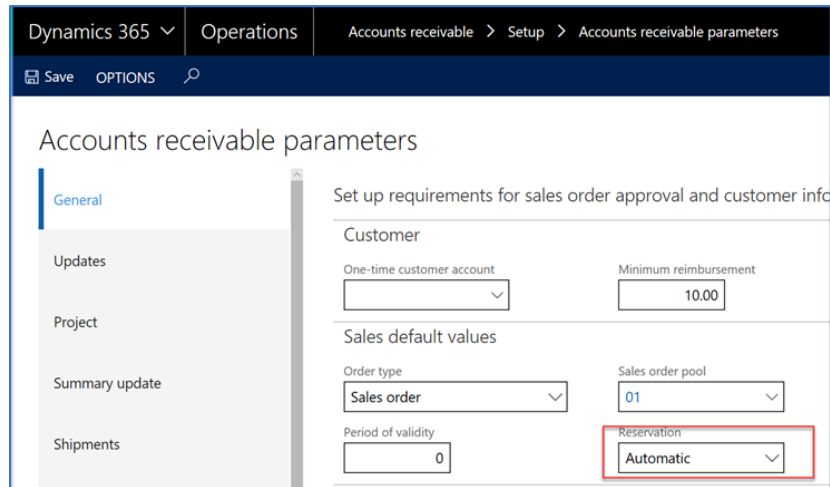 Dynamics 365 Operations Accounts receivable > Setup > Accounts receivable parameters
Save OPTIONS
Accounts receivable parameters
General
Updates
Project
Summary update
Shipments
Set up requirements for sales order approval and customer info
Customer
One-time customer account Minimum reimbursement
10.00
Sales default values
Order type Sales order pool
Sales order 01
Period of validity Reservation
0 Automatic